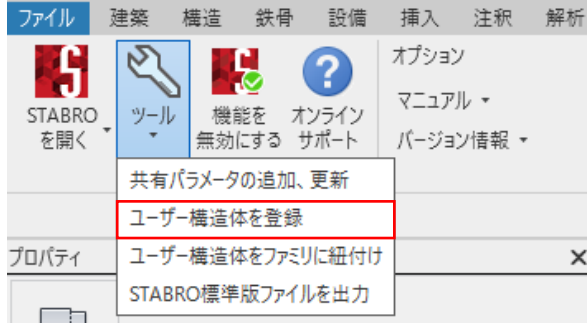 ファイル 建築 構造 鉄骨 設備 挿入 注釈 解析
STABRO
を開く
ツール
機能を
無効にする
オンライン
サポート
オプション
マニュアル
バージョン情報
共有パラメータの追加、更新
ユーザー構造体を登録
ユーザー構造体をファミリに紐付け
STABRO標準版ファイルを出力
プロパティ